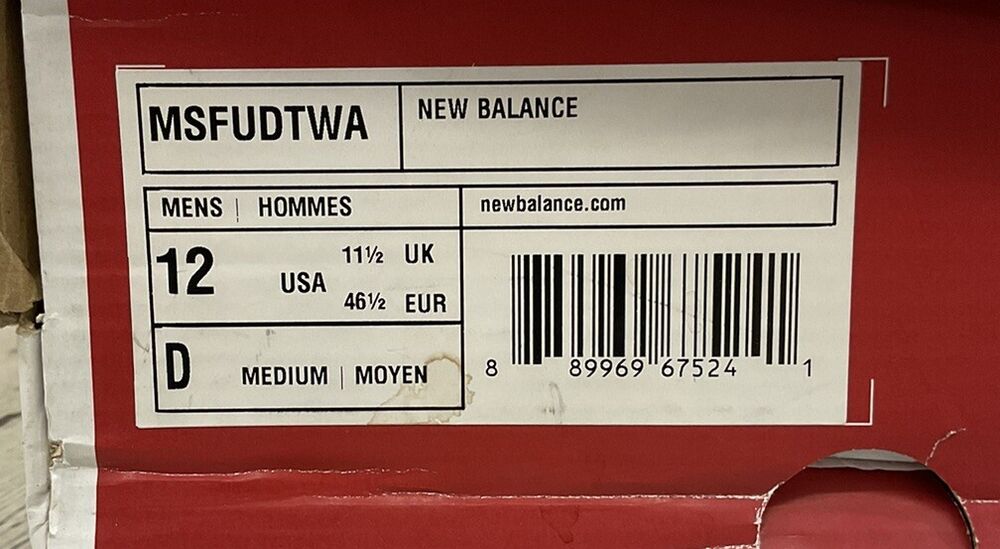 MSFUDTWA
NEW BALANCE
MENS | HOMMES
newbalance.com
12 USA
11½ UK
46½ EUR
D MEDIUM | MOYEN
8 89969 67524 1